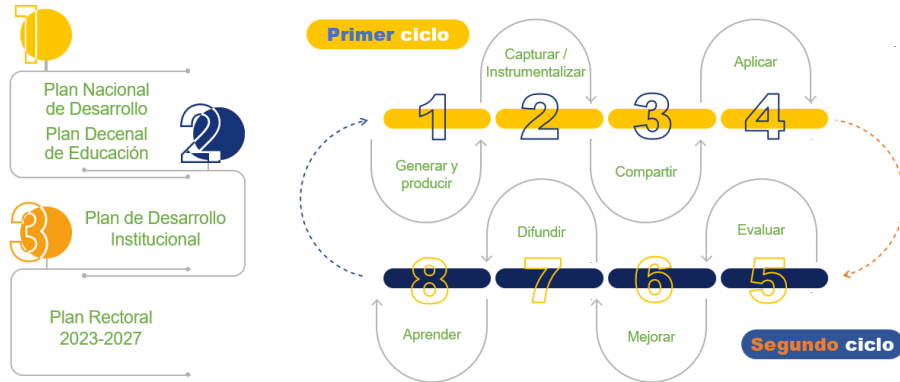 1
Plan Nacional
de Desarrollo
Plan Decenal
de Educación
2
3
Plan de Desarrollo
Institucional
Plan Rectoral
2023-2027
Primer ciclo
Capturar /
Instrumentalizar
Aplicar
1 2 3 4
Generar y
producir
Compartir
Difundir
Evaluar
8 7 6 5
Aprender
Mejorar
Segundo ciclo